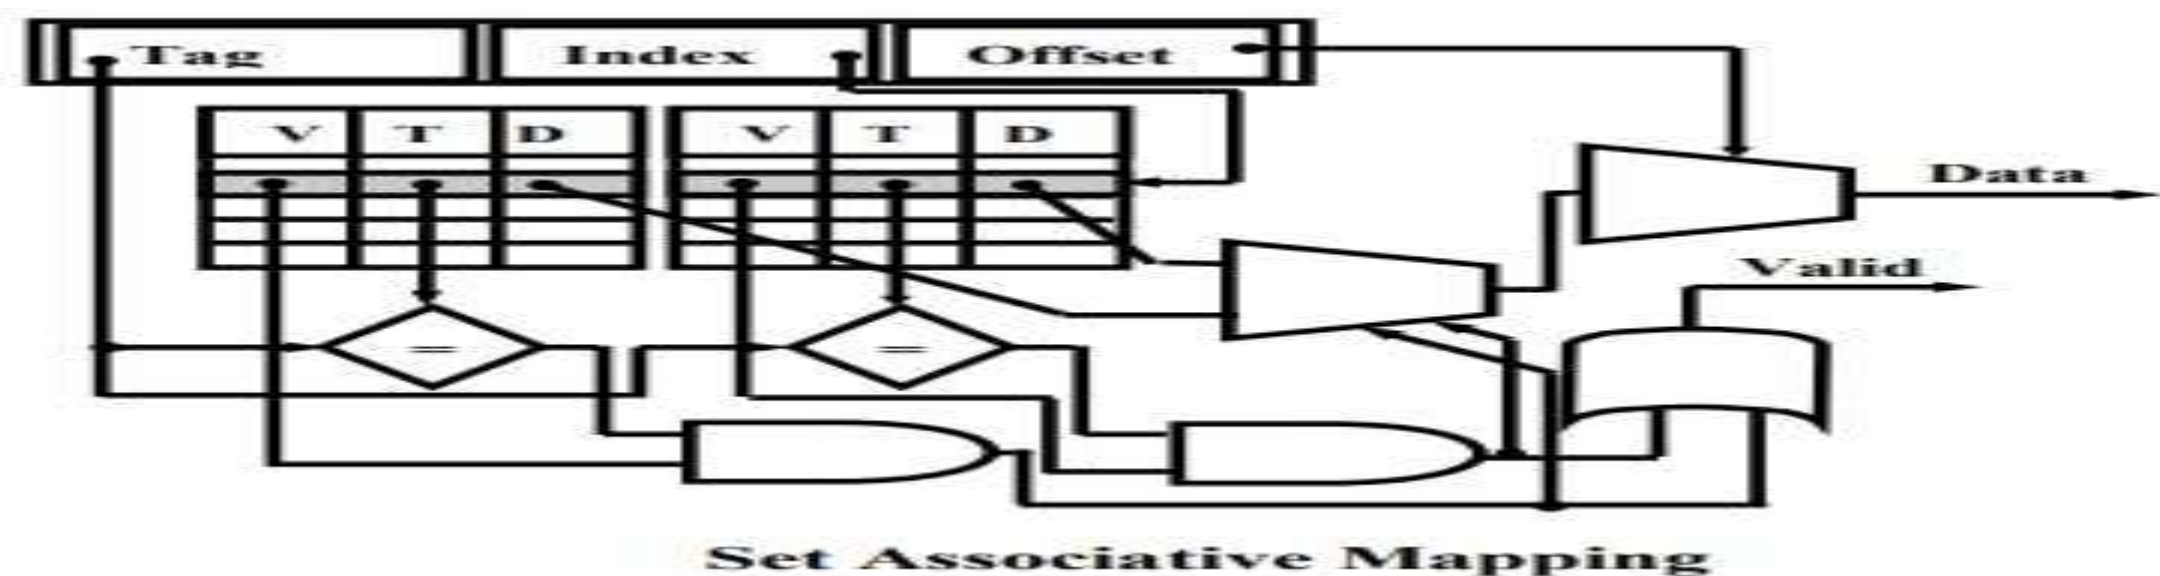 Tag Index Offset
V T D V T D
Data
Valid
= =
Set Associative Mapping